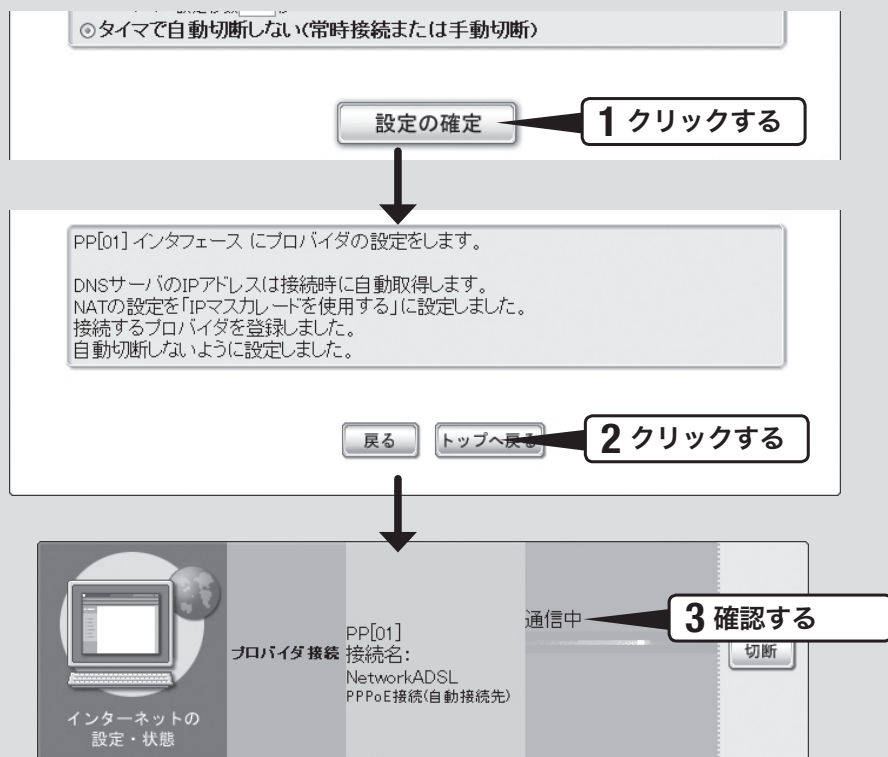 ◎タイマで自動切断しない(常時接続または手動切断)
設定の確定
1 クリックする
PP[01] インタフェース にプロバイダの設定をします。
DNSサーバのIPアドレスは接続時に自動取得します。
NATの設定を「IPマスカレードを使用する」に設定しました。
接続するプロバイダを登録しました。
自動切断しないように設定しました。
戻る
トップへ戻る
2 クリックする
通信中
3 確認する
PP[01]
プロバイダ接続
接続名:
切断
NetworkADSL
PPPoE接続(自動接続先)
インターネットの
設定・状態